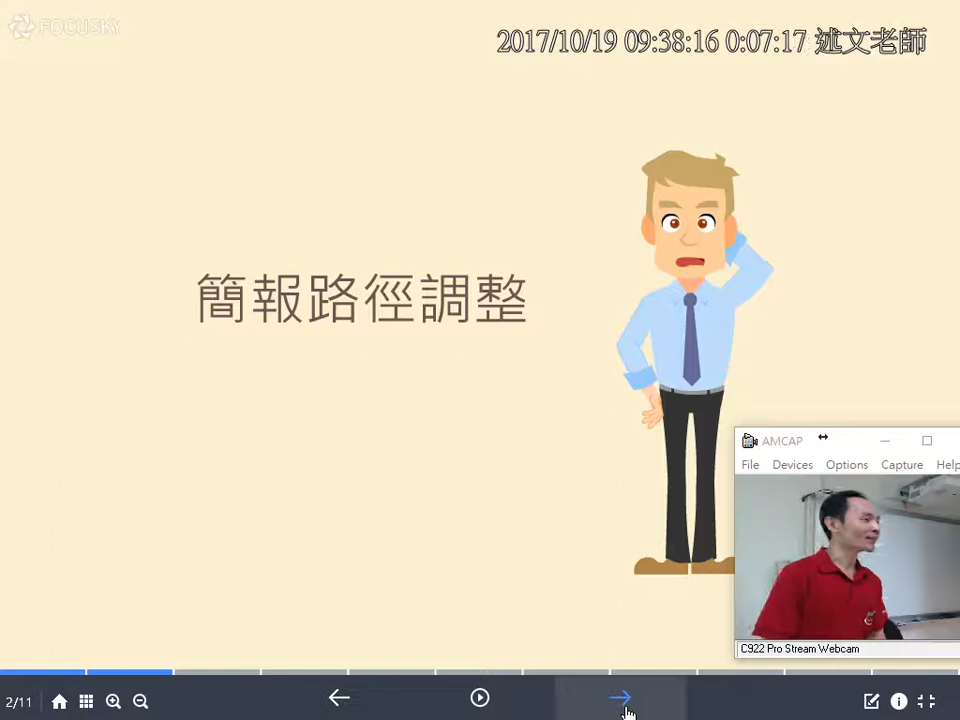 FOCUSKY
2017/10/19 09:38:16 0:07:17 述文老師
簡報路徑調整
AMCAP
File Devices Options Capture Help
C922 Pro Stream Webcam
2/11